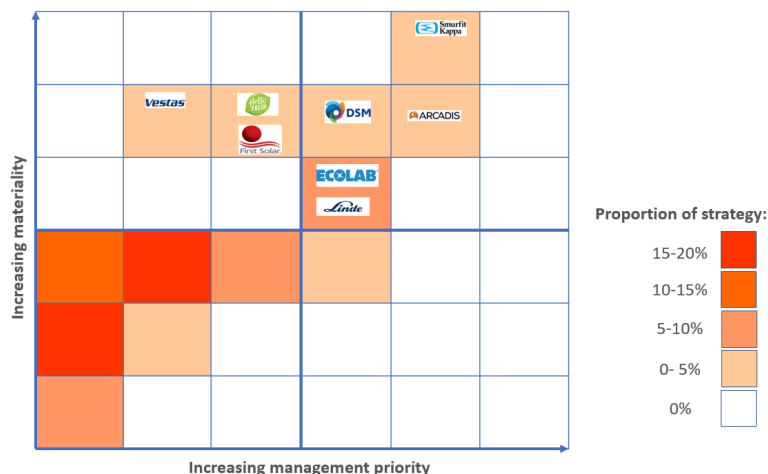 Smurfit
Kappa
Vestas
Hello
FRESH
DSM
ARCADIS
First Solar.
ECOLAB
Linde
Increasing materiality
Increasing management priority
Proportion of strategy:
15-20%
10-15%
5-10%
0- 5%
0%